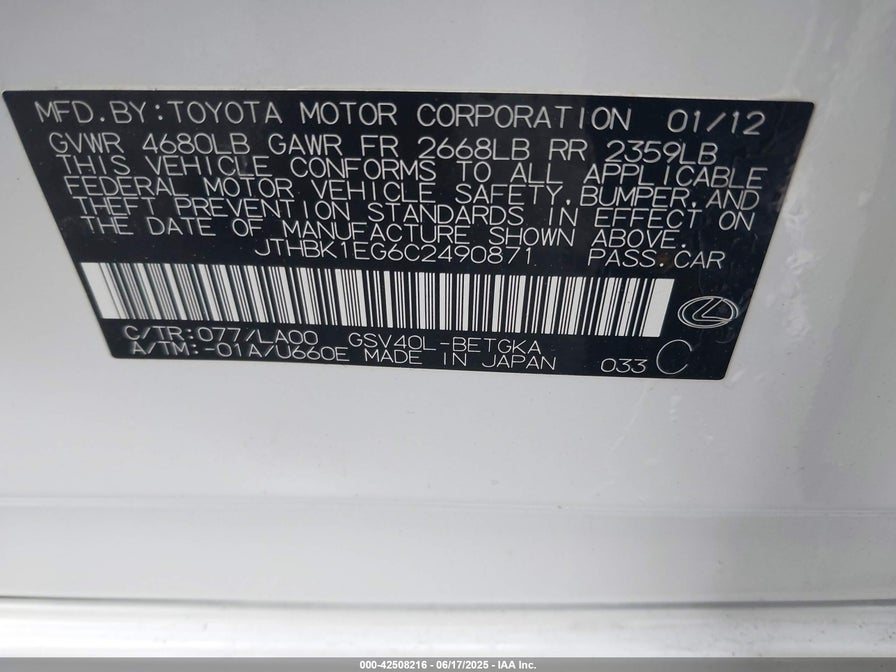 MFD.BY:TOYOTA MOTOR CORPORATION 01/12
GVWR 4680LB GAWR FR 2668LB RR 2359LB
THIS VEHICLE CONFORMS TO ALL APPLICABLE
FEDERAL MOTOR VEHICLE SAFETY,BUMPER,AND
THEFT PREVENTION STANDARDS IN EFFECT ON
THE DATE OF MANUFACTURE SHOWN ABOVE.
JTHBK1EG6C2490871 PASS.CAR
C/TR:077/LA00 GSV40L-BETGKA
A/TM:-01A/U660E MADE IN JAPAN 033 C
000-42508216 - 06/17/2025 - IAA Inc.